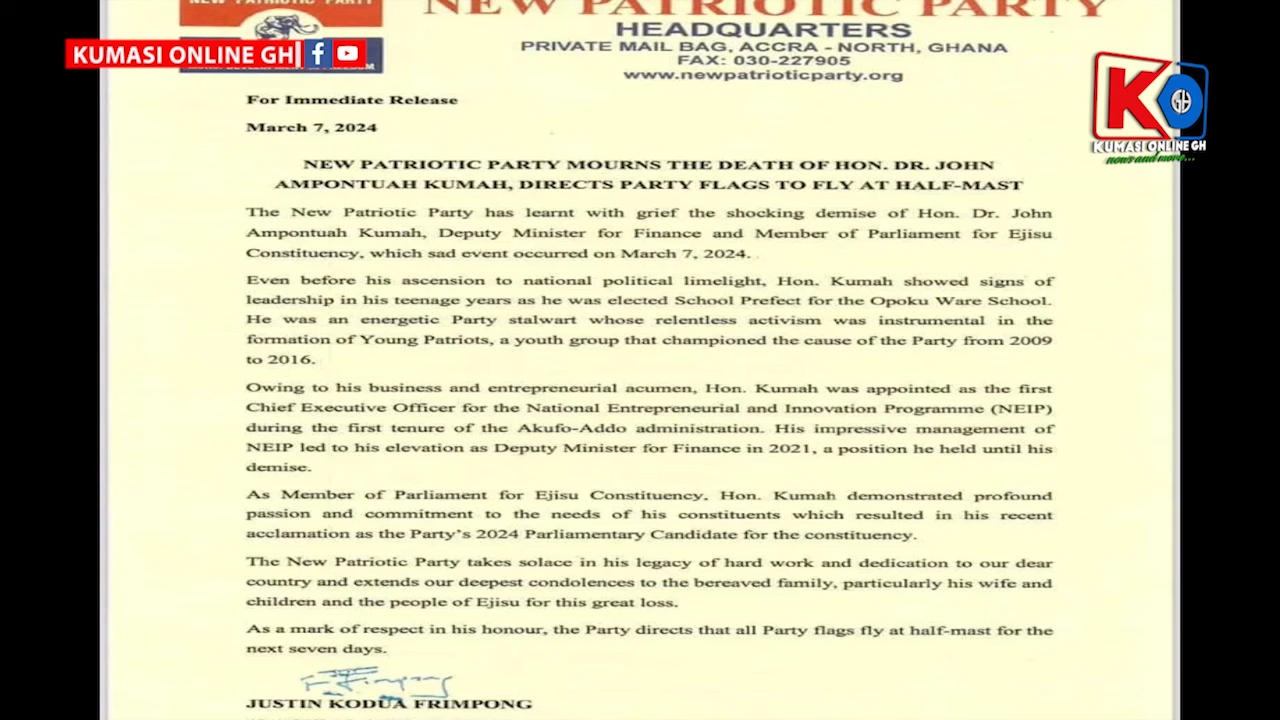 NEW PATRIOTIC PARTY
NEW PATRIOTIC PARTY
HEADQUARTERS
PRIVATE MAIL BAG, ACCRA - NORTH, GHANA
FAX: 030-227905
www.newpatrioticparty.org
KUMASI ONLINE GH
KO
GH
KUMASI ONLINE GH
news and more...
For Immediate Release
March 7, 2024
NEW PATRIOTIC PARTY MOURNS THE DEATH OF HON. DR. JOHN
AMPONTUAH KUMAH, DIRECTS PARTY FLAGS TO FLY AT HALF-MAST
The New Patriotic Party has learnt with grief the shocking demise of Hon. Dr. John
Ampontuah Kumah, Deputy Minister for Finance and Member of Parliament for Ejisu
Constituency, which sad event occurred on March 7, 2024.
Even before his ascension to national political limelight, Hon. Kumah showed signs of
leadership in his teenage years as he was elected School Prefect for the Opoku Ware School.
He was an energetic Party stalwart whose relentless activism was instrumental in the
formation of Young Patriots, a youth group that championed the cause of the Party from 2009
to 2016.
Owing to his business and entrepreneurial acumen, Hon. Kumah was appointed as the first
Chief Executive Officer for the National Entrepreneurial and Innovation Programme (NEIP)
during the first tenure of the Akufo-Addo administration. His impressive management of
NEIP led to his elevation as Deputy Minister for Finance in 2021, a position he held until his
demise.
As Member of Parliament for Ejisu Constituency, Hon. Kumah demonstrated profound
passion and commitment to the needs of his constituents which resulted in his recent
acclamation as the Party's 2024 Parliamentary Candidate for the constituency.
The New Patriotic Party takes solace in his legacy of hard work and dedication to our dear
country and extends our deepest condolences to the bereaved family, particularly his wife and
children and the people of Ejisu for this great loss.
As a mark of respect in his honour, the Party directs that all Party flags fly at half-mast for the
next seven days.
JUSTIN KODUA FRIMPONG